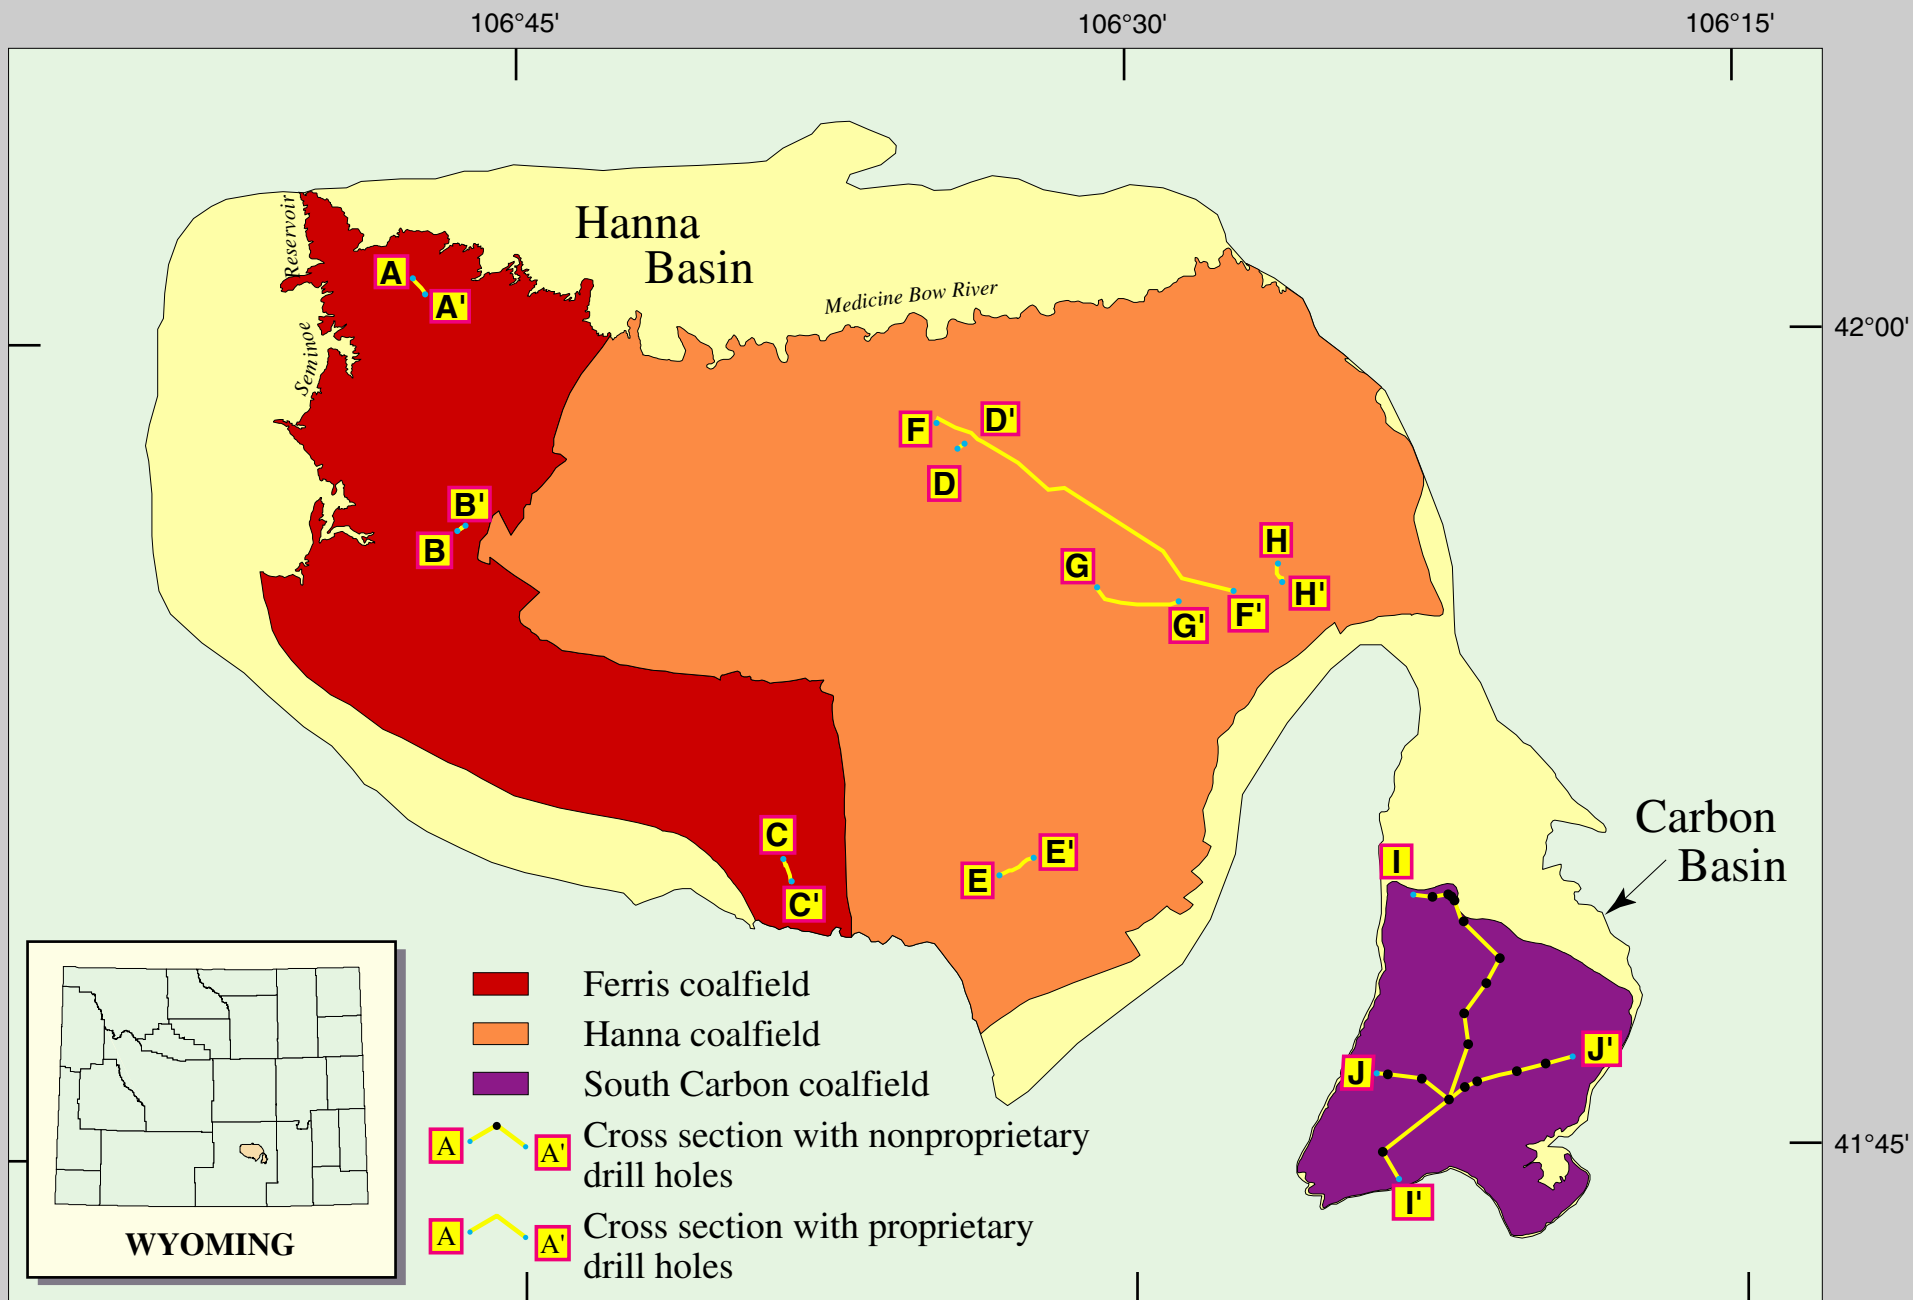 106°45'
106°30'
106°15'
Hanna
Basin
Reservoir
Seminoe
Medicine Bow River
42°00'
A
A'
F
D'
D
B'
B
H
G
H'
F'
G'
Carbon
Basin
C
E'
I
E
C'
J'
J
41°45'
I'
Ferris coalfield
Hanna coalfield
South Carbon coalfield
A
A'
Cross section with nonproprietary
drill holes
A
A'
Cross section with proprietary
drill holes
WYOMING